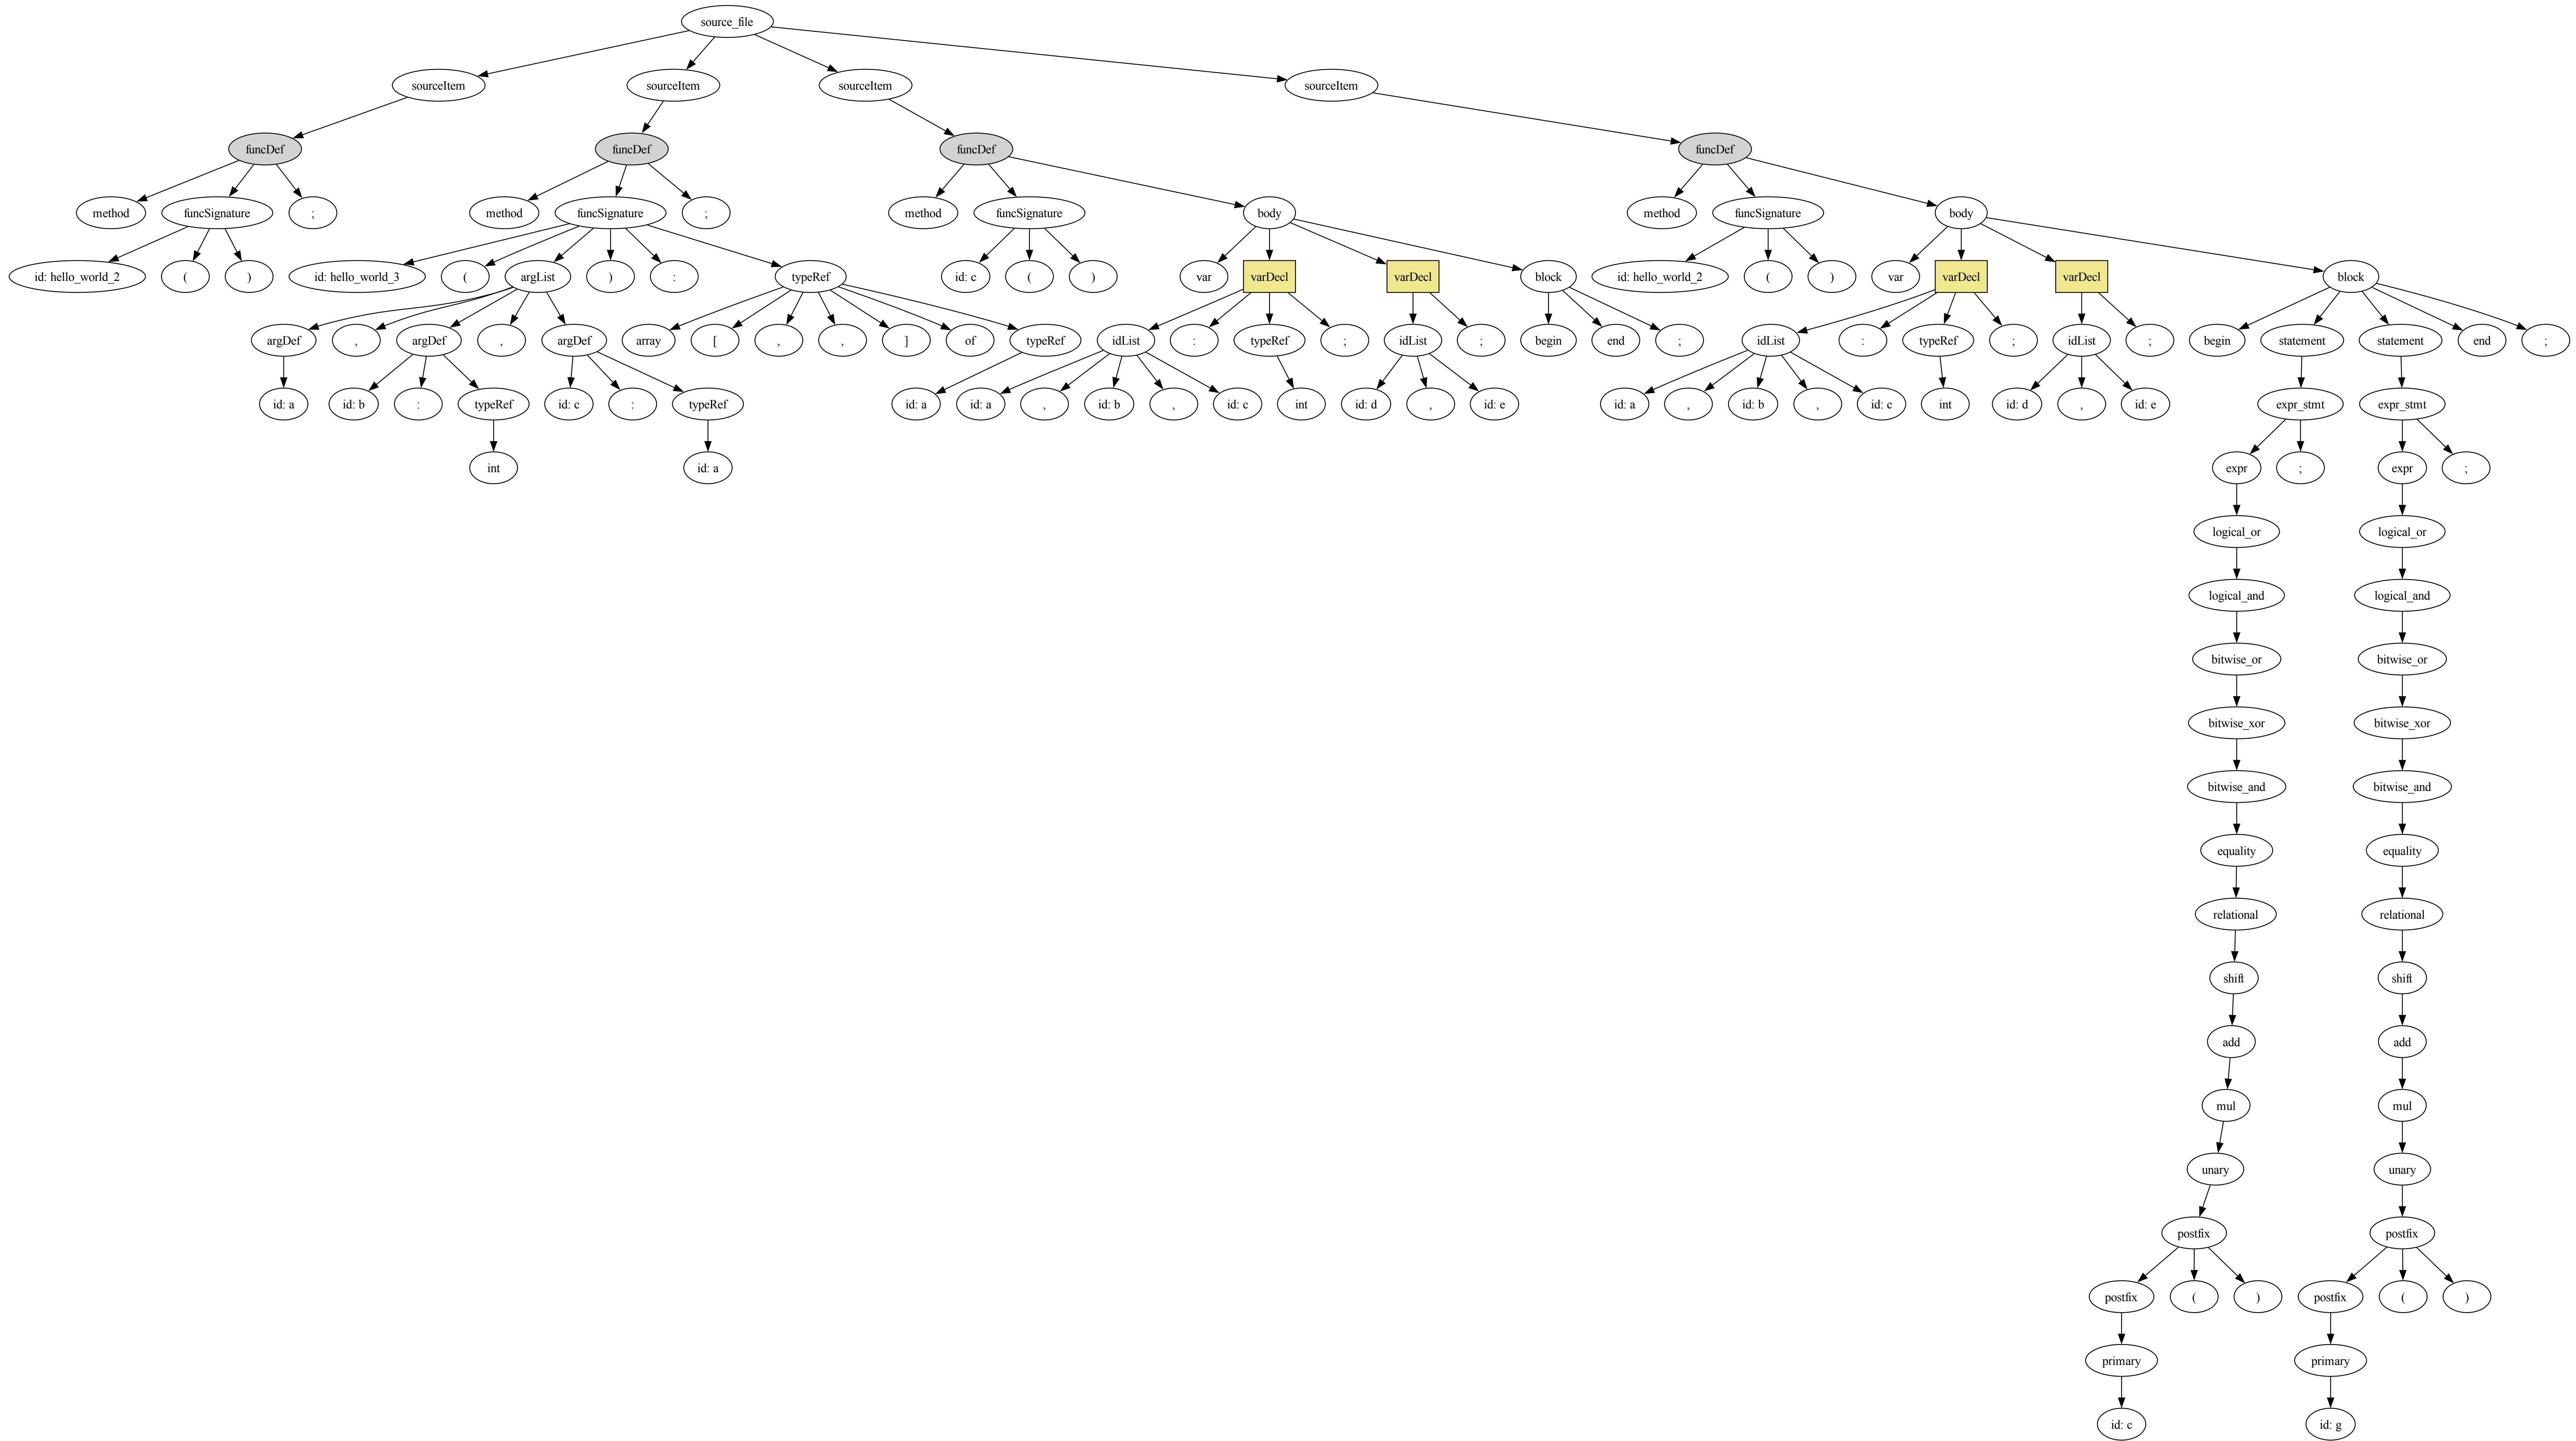 source_file
sourceItem sourceItem sourceItem sourceItem
funcDef funcDef funcDef funcDef
method funcSignature ; method funcSignature ; method funcSignature body method funcSignature body
id: hello_world_2 ( ) id: hello_world_3 ( argList ) : typeRef id: c ( ) var varDecl varDecl block id: hello_world_2 ( ) var varDecl varDecl block
argDef , argDef , argDef array [ , , ] of typeRef idList : typeRef ; idList ; begin end ; idList : typeRef ; idList ; begin statement statement end ;
id: a id: b : typeRef id: c : typeRef id: a id: a , id: b , id: c int id: d , id: e id: a , id: b , id: c int id: d , id: e expr_stmt expr_stmt
int id: a expr ; expr ;
logical_or logical_or
logical_and logical_and
bitwise_or bitwise_or
bitwise_xor bitwise_xor
bitwise_and bitwise_and
equality equality
relational relational
shift shift
add add
mul mul
unary unary
postfix postfix
postfix ( ) postfix ( )
primary primary
id: c id: g